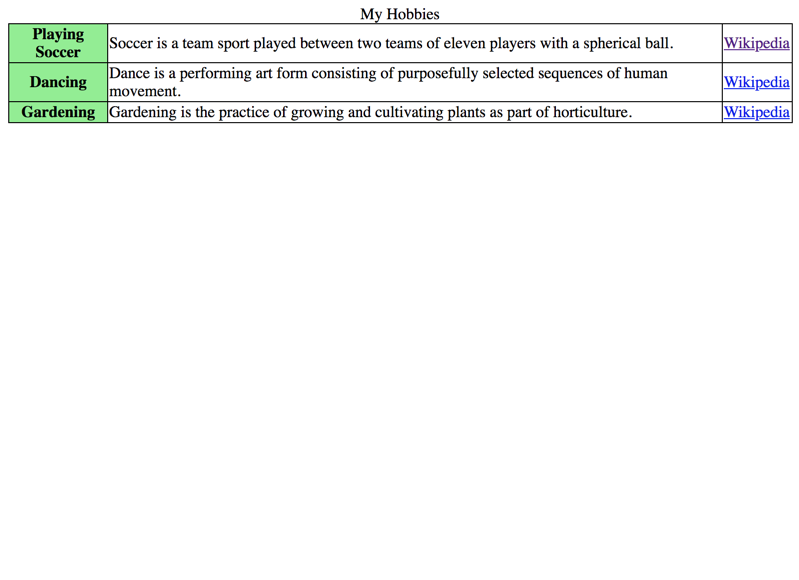 My Hobbies
Playing
Soccer
Soccer is a team sport played between two teams of eleven players with a spherical ball.
Wikipedia
Dancing
Dance is a performing art form consisting of purposefully selected sequences of human
movement.
Wikipedia
Gardening
Gardening is the practice of growing and cultivating plants as part of horticulture.
Wikipedia